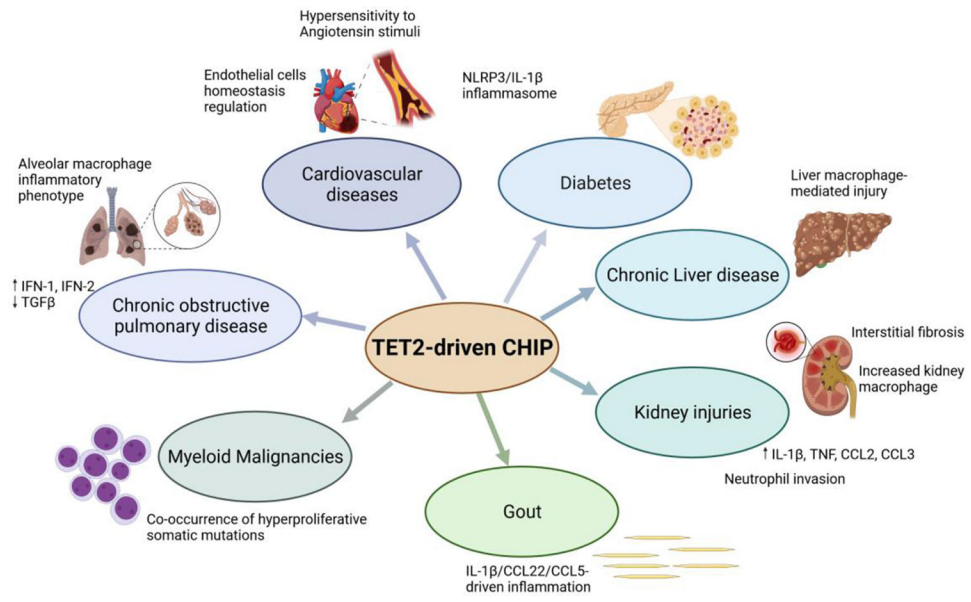 Hypersensitivity to
Angiotensin stimuli
Endothelial cells
homeostasis
regulation
Cardiovascular
diseases
NLRP3/IL-1β
inflammasome
Diabetes
Liver macrophage-
mediated injury
Chronic Liver disease
Alveolar macrophage
inflammatory
phenotype
↑ IFN-1, IFN-2
↓ TGFβ
Chronic obstructive
pulmonary disease
TET2-driven CHIP
Interstitial fibrosis
Increased kidney
macrophage
Kidney injuries
↑ IL-1β, TNF, CCL2, CCL3
Neutrophil invasion
Myeloid Malignancies
Co-occurrence of hyperproliferative
somatic mutations
Gout
IL-1β/CCL22/CCL5-
driven inflammation